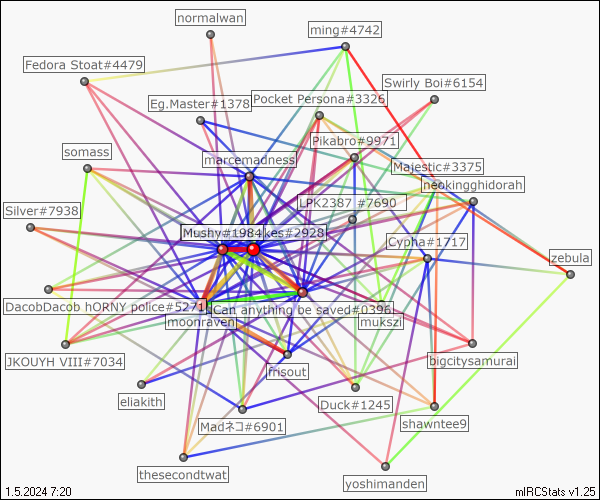 normalwan
ming#4742
Fedora Stoat#4479
Swirly Boi#6154
Eg.Master#1378
Pocket Persona#3326
Pikabro#9971
somass
marcemadness
Majestic#3375
neokingghidorah
LPK2387 #7690
Silver#7938
Mushy#1984
kes#2928
Cypha#1717
zebula
DacobDacob hORNY police#5271
Can anything be saved#0396
moonraven
mukszi
JKOUYH VIII#7034
bigcitysamurai
frisout
eliakith
Duck#1245
shawntee9
Madネコ#6901
thesecondtwat
yoshimanden
1.5.2024 7:20
mIRCStats v1.25